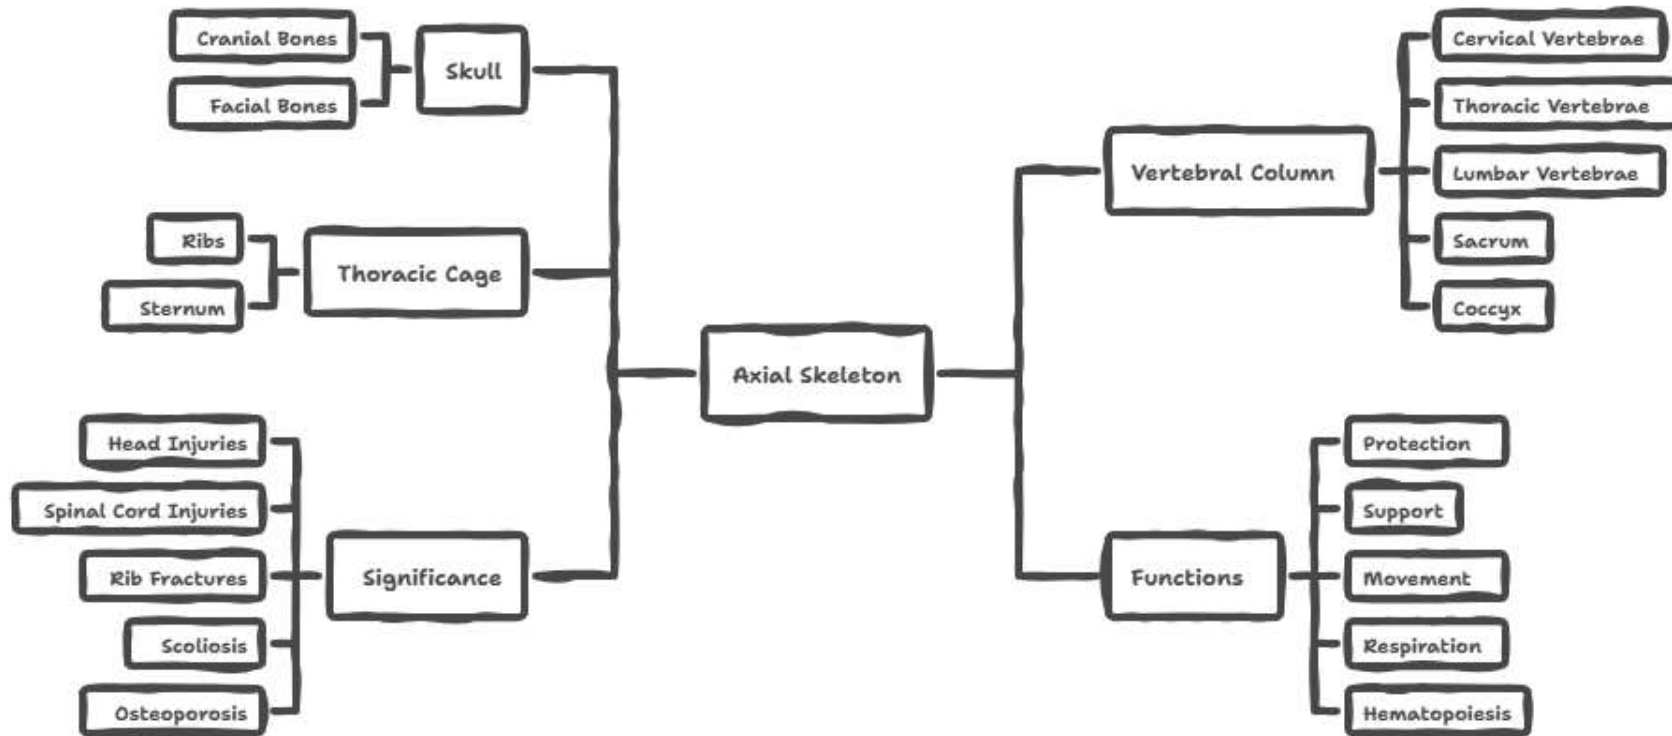 Cranial Bones
Facial Bones
Skull
Ribs
Sternum
Thoracic Cage
Head Injuries
Spinal Cord Injuries
Rib Fractures
Scoliosis
Osteoporosis
Significance
Axial Skeleton
Vertebral Column
Cervical Vertebrae
Thoracic Vertebrae
Lumbar Vertebrae
Sacrum
Coccyx
Functions
Protection
Support
Movement
Respiration
Hematopoiesis